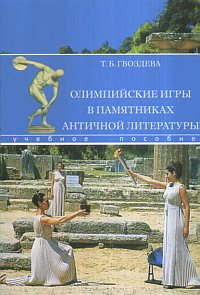 Т. Б. ГВОЗДЕВА
ОЛИМПИЙСКИЕ ИГРЫ
В ПАМЯТНИКАХ
АНТИЧНОЙ ЛИТЕРАТУРЫ
учебное пособие